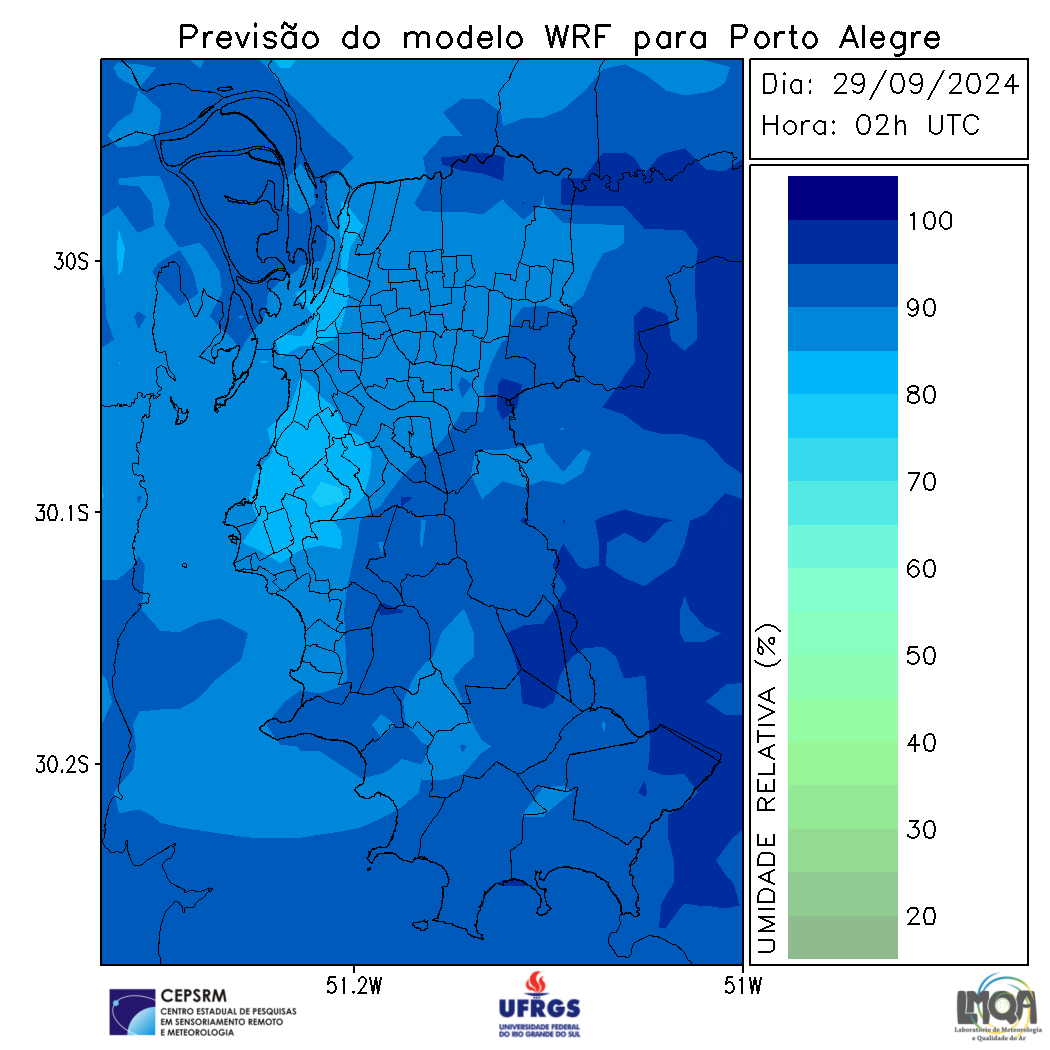 Previsão do modelo WRF para Porto Alegre
Dia: 29/09/2024
Hora: 02h UTC
30S
30.1S
30.2S
51.2W
51W
UMIDADE RELATIVA (%)
100
90
80
70
60
50
40
30
20
CEPSRM
CENTRO ESTADUAL DE PESQUISAS
EM SENSORIAMENTO REMOTO
E METEOROLOGIA
UFRGS
UNIVERSIDADE FEDERAL
DO RIO GRANDE DO SUL
LMQA
Laboratório de Meteorologia
e Qualidade do Ar